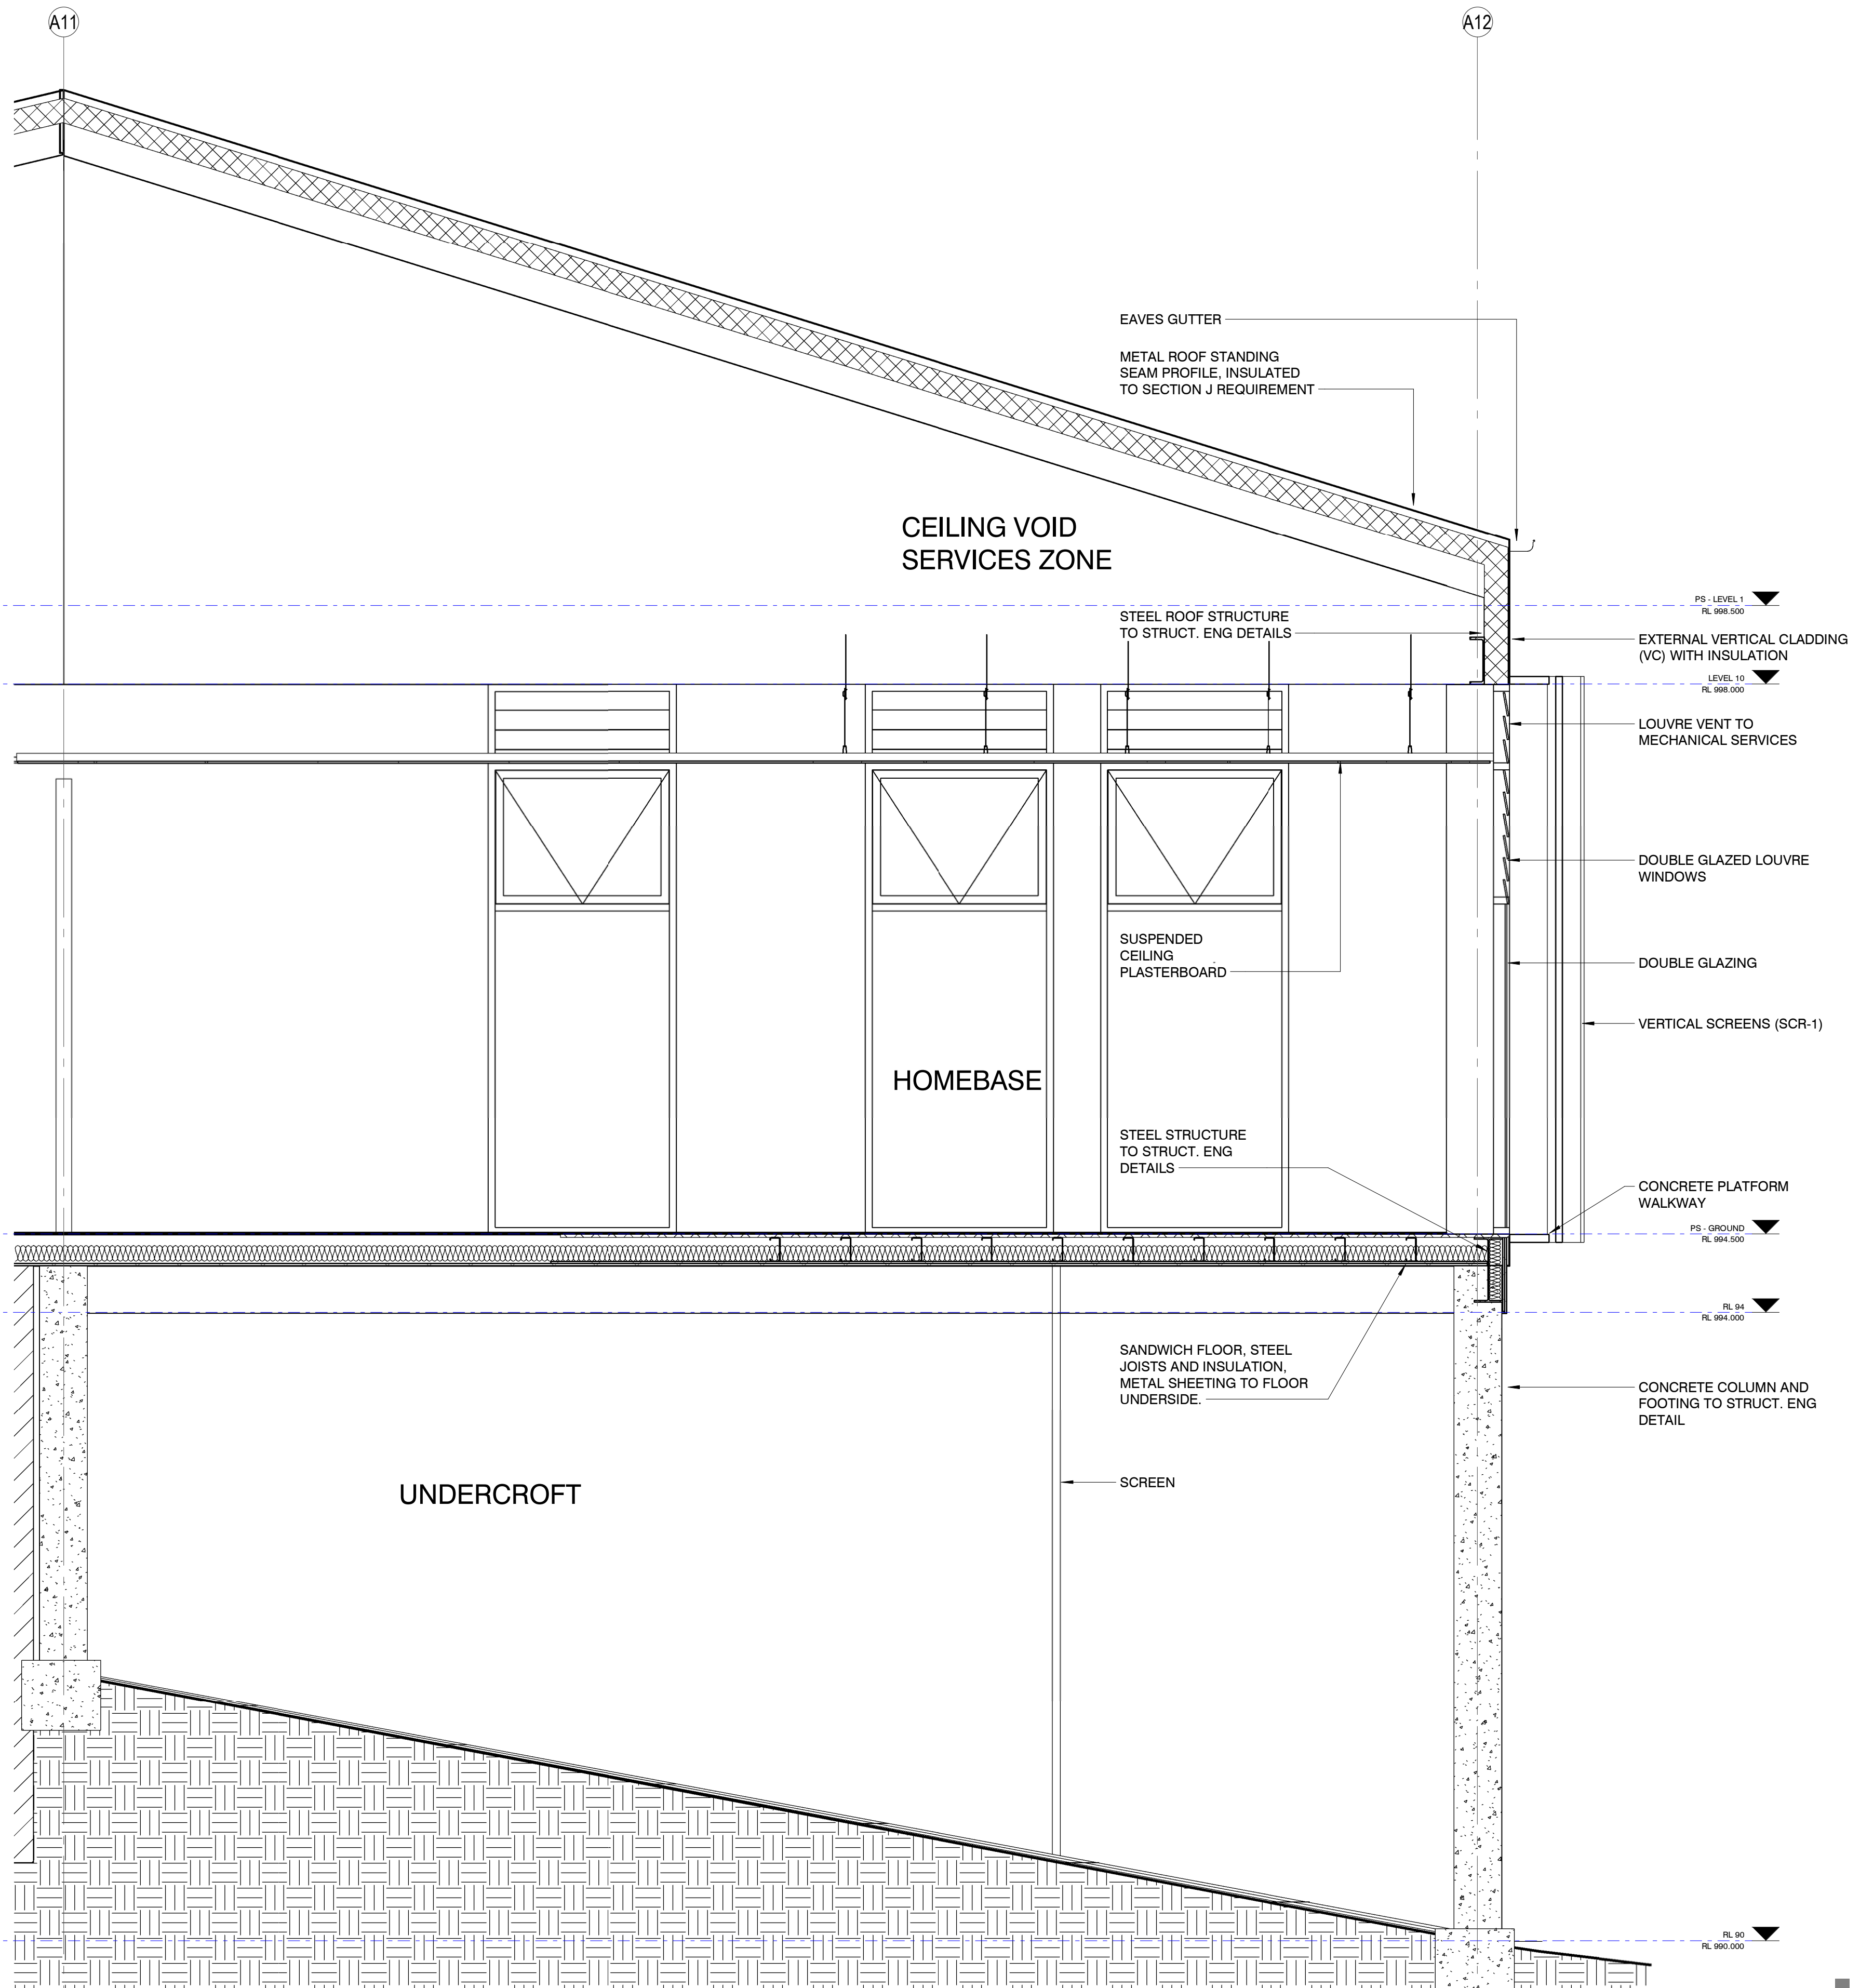 A11
A12
EAVES GUTTER
METAL ROOF STANDING
SEAM PROFILE, INSULATED
TO SECTION J REQUIREMENT
CEILING VOID
SERVICES ZONE
PS - LEVEL 1
RL 998.500
STEEL ROOF STRUCTURE
TO STRUCT. ENG DETAILS
EXTERNAL VERTICAL CLADDING
(VC) WITH INSULATION
LEVEL 10
RL 998.000
LOUVRE VENT TO
MECHANICAL SERVICES
DOUBLE GLAZED LOUVRE
WINDOWS
SUSPENDED
CEILING
PLASTERBOARD
DOUBLE GLAZING
VERTICAL SCREENS (SCR-1)
HOMEBASE
STEEL STRUCTURE
TO STRUCT. ENG
DETAILS
CONCRETE PLATFORM
WALKWAY
PS - GROUND
RL 994.500
RL 94
RL 994.000
SANDWICH FLOOR, STEEL
JOISTS AND INSULATION,
METAL SHEETING TO FLOOR
UNDERSIDE.
CONCRETE COLUMN AND
FOOTING TO STRUCT. ENG
DETAIL
UNDERCROFT
SCREEN
RL 90
RL 990.000